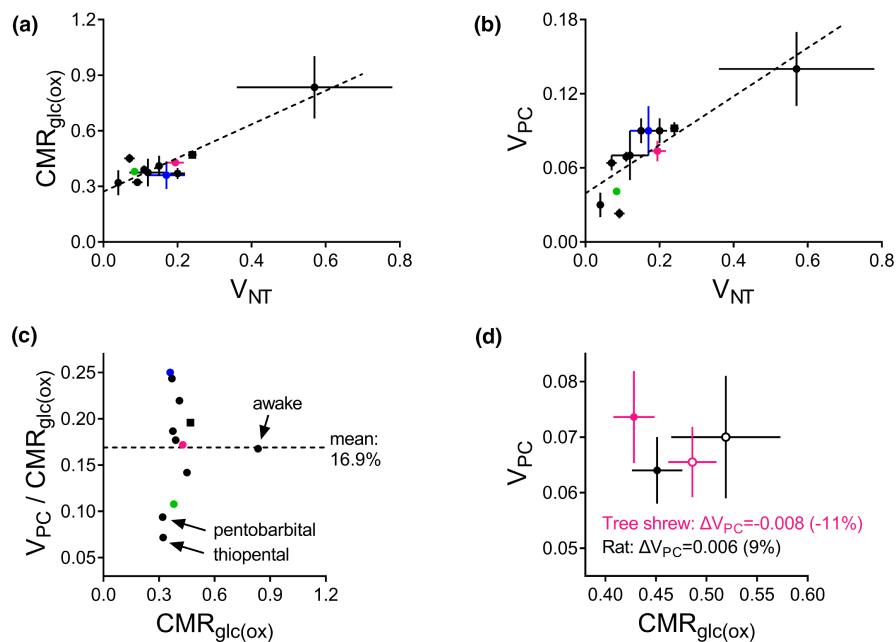 (a)
CMRglc(ox)
1.2
0.9
0.6
0.3
0.0
0.0 0.2 0.4 0.6 0.8
VNT
(b)
VPC
0.18
0.12
0.06
0.00
0.0 0.2 0.4 0.6 0.8
VNT
(c)
VPC / CMRglc(ox)
0.25
0.20
0.15
0.10
0.05
awake
mean:
16.9%
pentobarbital
thiopental
0.0 0.3 0.6 0.9 1.2
CMRglc(ox)
(d)
VPC
0.08
0.07
0.06
0.05
Tree shrew: ΔVPC=-0.008 (-11%)
Rat: ΔVPC=0.006 (9%)
0.40 0.45 0.50 0.55 0.60
CMRglc(ox)